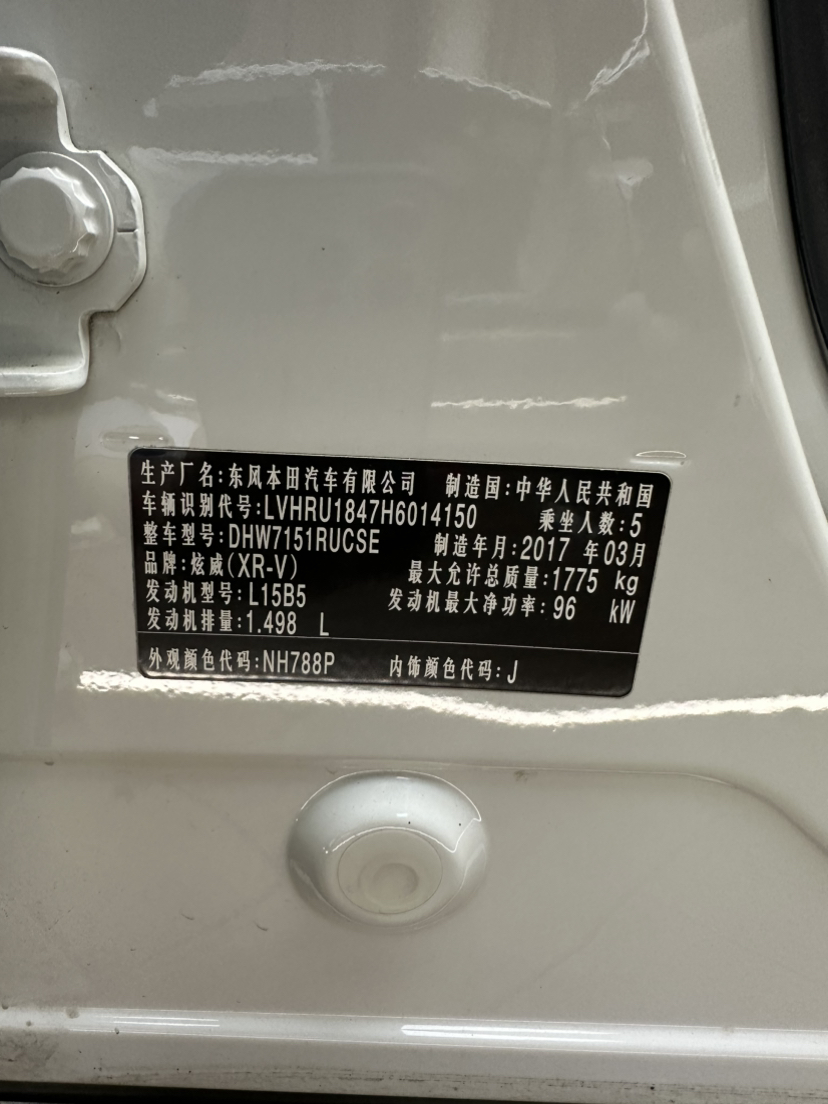 生产厂名:东风本田汽车有限公司 制造国:中华人民共和国
车辆识别代号:LVHRU1847H6014150 乘坐人数:5
整车型号:DHW7151RUCSE 制造年月:2017 年03月
品牌:炫威(XR-V) 最大允许总质量:1775 kg
发动机型号:L15B5 发动机最大净功率:96 kW
发动机排量:1.498 L
外观颜色代码:NH788P 内饰颜色代码:J